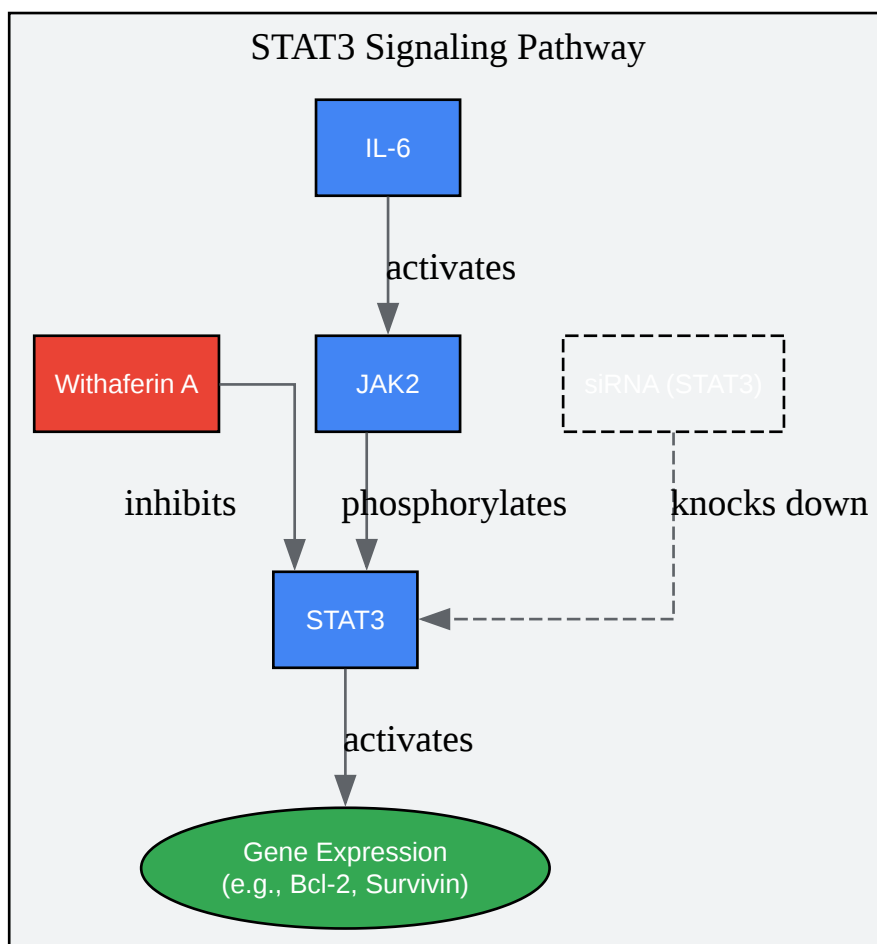 STAT3 Signaling Pathway
IL-6
activates
Withaferin A
JAK2
siRNA (STAT3)
inhibits
phosphorylates
knocks down
STAT3
activates
Gene Expression
(e.g., Bcl-2, Survivin)